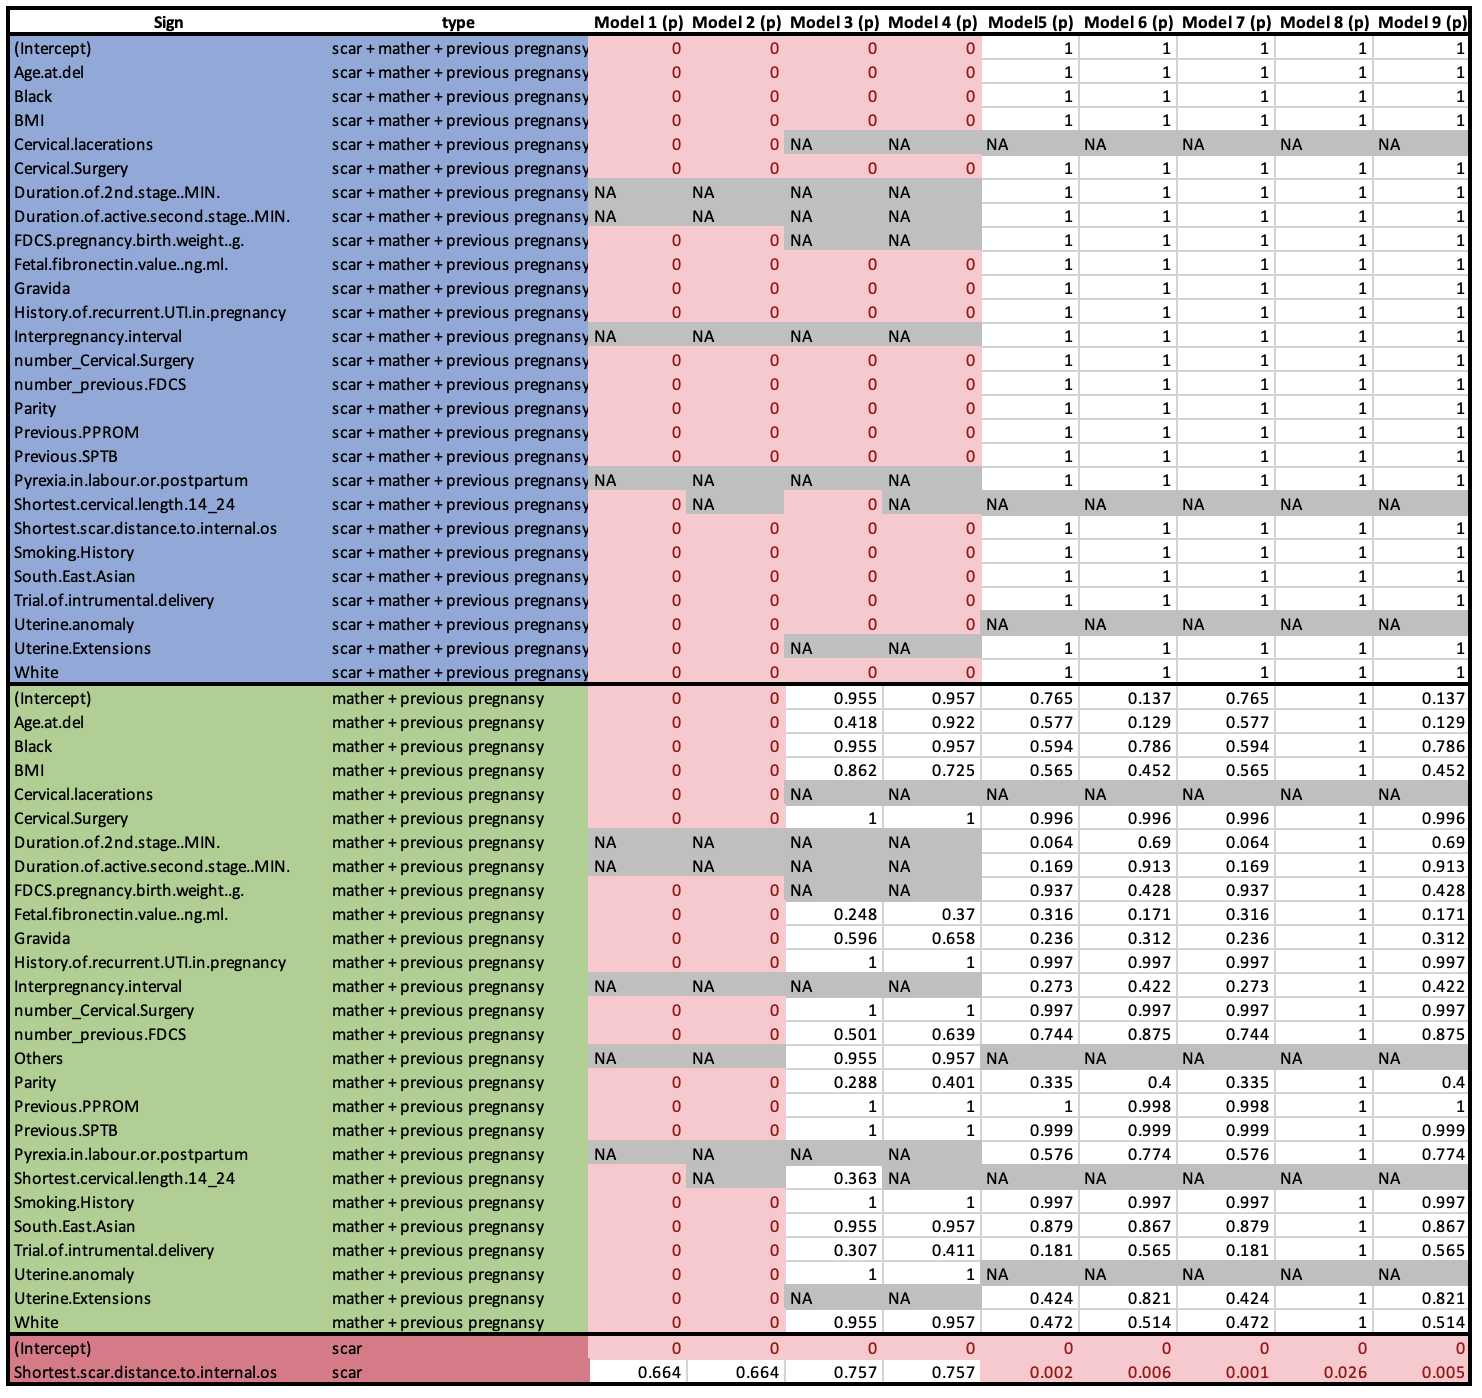 Sign type Model 1 (p) Model 2 (p) Model 3 (p) Model 4 (p) Model5 (p) Model 6 (p) Model 7 (p) Model 8 (p) Model 9 (p)
(Intercept) scar + mather + previous pregnansy 0 0 0 0 1 1 1 1 1
Age.at.del scar + mather + previous pregnansy 0 0 0 0 1 1 1 1 1
Black scar + mather + previous pregnansy 0 0 0 0 1 1 1 1 1
BMI scar + mather + previous pregnansy 0 0 0 0 1 1 1 1 1
Cervical.lacerations scar + mather + previous pregnansy 0 0 NA NA NA NA NA NA NA
Cervical.Surgery scar + mather + previous pregnansy 0 0 0 0 1 1 1 1 1
Duration.of.2nd.stage..MIN. scar + mather + previous pregnansy NA NA NA NA 1 1 1 1 1
Duration.of.active.second.stage..MIN. scar + mather + previous pregnansy NA NA NA NA 1 1 1 1 1
FDCS.pregnancy.birth.weight..g. scar + mather + previous pregnansy 0 0 NA NA 1 1 1 1 1
Fetal.fibronectin.value..ng.ml. scar + mather + previous pregnansy 0 0 0 0 1 1 1 1 1
Gravida scar + mather + previous pregnansy 0 0 0 0 1 1 1 1 1
History.of.recurrent.UTI.in.pregnancy scar + mather + previous pregnansy 0 0 0 0 1 1 1 1 1
Interpregnancy.interval scar + mather + previous pregnansy NA NA NA NA 1 1 1 1 1
number_Cervical.Surgery scar + mather + previous pregnansy 0 0 0 0 1 1 1 1 1
number_previous.FDCS scar + mather + previous pregnansy 0 0 0 0 1 1 1 1 1
Parity scar + mather + previous pregnansy 0 0 0 0 1 1 1 1 1
Previous.PPROM scar + mather + previous pregnansy 0 0 0 0 1 1 1 1 1
Previous.SPTB scar + mather + previous pregnansy 0 0 0 0 1 1 1 1 1
Pyrexia.in.labour.or.postpartum scar + mather + previous pregnansy NA NA NA NA 1 1 1 1 1
Shortest.cervical.length.14_24 scar + mather + previous pregnansy 0 NA 0 NA NA NA NA NA NA
Shortest.scar.distance.to.internal.os scar + mather + previous pregnansy 0 0 0 0 1 1 1 1 1
Smoking.History scar + mather + previous pregnansy 0 0 0 0 1 1 1 1 1
South.East.Asian scar + mather + previous pregnansy 0 0 0 0 1 1 1 1 1
Trial.of.intrumental.delivery scar + mather + previous pregnansy 0 0 0 0 1 1 1 1 1
Uterine.anomaly scar + mather + previous pregnansy 0 0 0 0 NA NA NA NA NA
Uterine.Extensions scar + mather + previous pregnansy 0 0 NA NA 1 1 1 1 1
White scar + mather + previous pregnansy 0 0 0 0 1 1 1 1 1
(Intercept) mather + previous pregnansy 0 0 0.955 0.957 0.765 0.137 0.765 1 0.137
Age.at.del mather + previous pregnansy 0 0 0.418 0.922 0.577 0.129 0.577 1 0.129
Black mather + previous pregnansy 0 0 0.955 0.957 0.594 0.786 0.594 1 0.786
BMI mather + previous pregnansy 0 0 0.862 0.725 0.565 0.452 0.565 1 0.452
Cervical.lacerations mather + previous pregnansy 0 0 NA NA NA NA NA NA NA
Cervical.Surgery mather + previous pregnansy 0 0 1 1 0.996 0.996 0.996 1 0.996
Duration.of.2nd.stage..MIN. mather + previous pregnansy NA NA NA NA 0.064 0.69 0.064 1 0.69
Duration.of.active.second.stage..MIN. mather + previous pregnansy NA NA NA NA 0.169 0.913 0.169 1 0.913
FDCS.pregnancy.birth.weight..g. mather + previous pregnansy 0 0 NA NA 0.937 0.428 0.937 1 0.428
Fetal.fibronectin.value..ng.ml. mather + previous pregnansy 0 0 0.248 0.37 0.316 0.171 0.316 1 0.171
Gravida mather + previous pregnansy 0 0 0.596 0.658 0.236 0.312 0.236 1 0.312
History.of.recurrent.UTI.in.pregnancy mather + previous pregnansy 0 0 1 1 0.997 0.997 0.997 1 0.997
Interpregnancy.interval mather + previous pregnansy NA NA NA NA 0.273 0.422 0.273 1 0.422
number_Cervical.Surgery mather + previous pregnansy 0 0 1 1 0.997 0.997 0.997 1 0.997
number_previous.FDCS mather + previous pregnansy 0 0 0.501 0.639 0.744 0.875 0.744 1 0.875
Others mather + previous pregnansy NA NA 0.955 0.957 NA NA NA NA NA
Parity mather + previous pregnansy 0 0 0.288 0.401 0.335 0.4 0.335 1 0.4
Previous.PPROM mather + previous pregnansy 0 0 1 1 1 0.998 0.998 1 1
Previous.SPTB mather + previous pregnansy 0 0 1 1 0.999 0.999 0.999 1 0.999
Pyrexia.in.labour.or.postpartum mather + previous pregnansy NA NA NA NA 0.576 0.774 0.576 1 0.774
Shortest.cervical.length.14_24 mather + previous pregnansy 0 NA 0.363 NA NA NA NA NA NA
Smoking.History mather + previous pregnansy 0 0 1 1 0.997 0.997 0.997 1 0.997
South.East.Asian mather + previous pregnansy 0 0 0.955 0.957 0.879 0.867 0.879 1 0.867
Trial.of.intrumental.delivery mather + previous pregnansy 0 0 0.307 0.411 0.181 0.565 0.181 1 0.565
Uterine.anomaly mather + previous pregnansy 0 0 1 1 NA NA NA NA NA
Uterine.Extensions mather + previous pregnansy 0 0 NA NA 0.424 0.821 0.424 1 0.821
White mather + previous pregnansy 0 0 0.955 0.957 0.472 0.514 0.472 1 0.514
(Intercept) scar 0 0 0 0 0 0 0 0 0
Shortest.scar.distance.to.internal.os scar 0.664 0.664 0.757 0.757 0.002 0.006 0.001 0.026 0.005